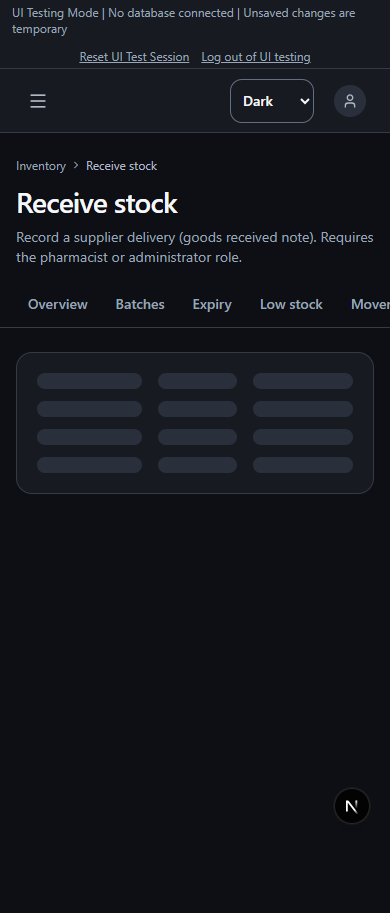 UI Testing Mode | No database connected | Unsaved changes are
temporary
Reset UI Test Session Log out of UI testing
Dark
Inventory > Receive stock
Receive stock
Record a supplier delivery (goods received note). Requires
the pharmacist or administrator role.
Overview Batches Expiry Low stock
N